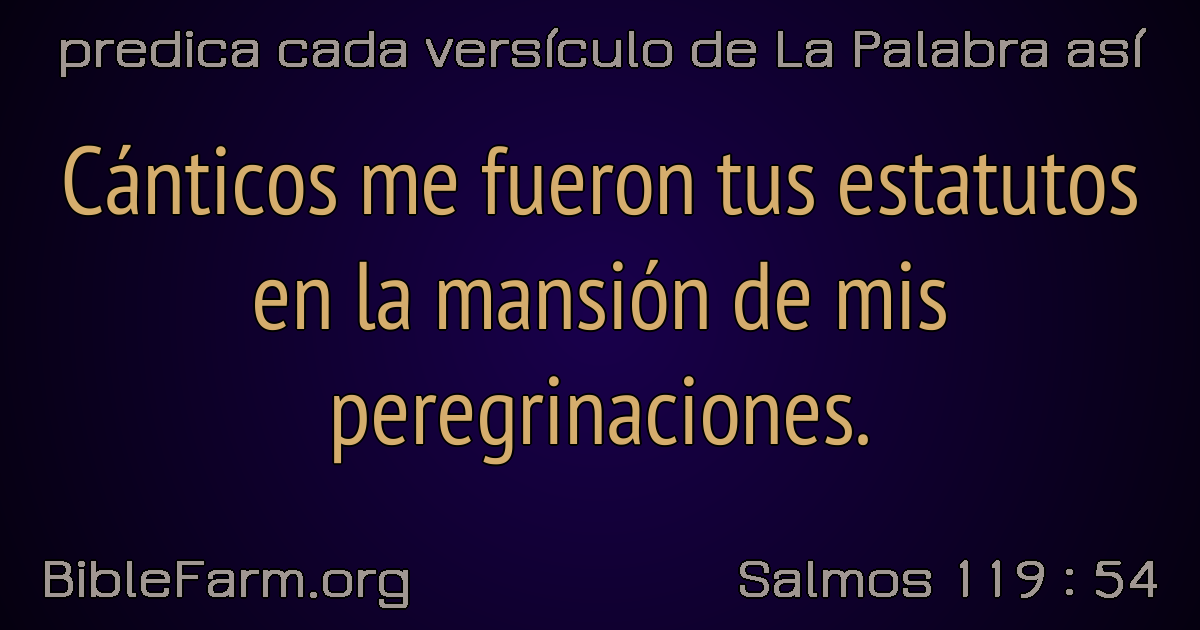 predica cada versículo de La Palabra así
Cánticos me fueron tus estatutos
en la mansión de mis
peregrinaciones.
BibleFarm.org
Salmos 119 : 54